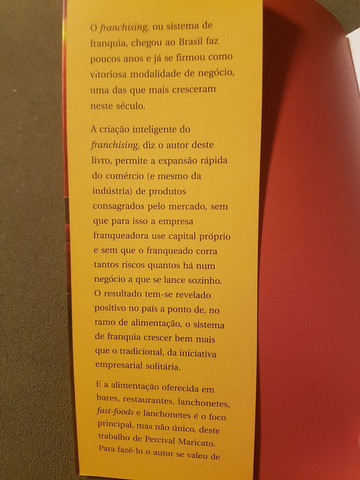 O franchising, ou sistema de
franquia, chegou ao Brasil faz
poucos anos e já se firmou como
vitoriosa modalidade de negócio,
uma das que mais cresceram
neste século.
A criação inteligente do
franchising, diz o autor deste
livro, permite a expansão rápida
do comércio (e mesmo da
indústria) de produtos
consagrados pelo mercado, sem
que para isso a empresa
franqueadora use capital próprio
e sem que o franqueado corra
tantos riscos quantos há num
negócio a que se lance sozinho.
O resultado tem-se revelado
positivo no país a ponto de, no
ramo de alimentação, o sistema
de franquia crescer bem mais
que o tradicional, da iniciativa
empresarial solitária.
E a alimentação oferecida em
bares, restaurantes, lanchonetes,
fast-foods e lanchonetes é o foco
principal, mas não único, deste
trabalho de Percival Maricato.
Para fazê-lo o autor se valeu de